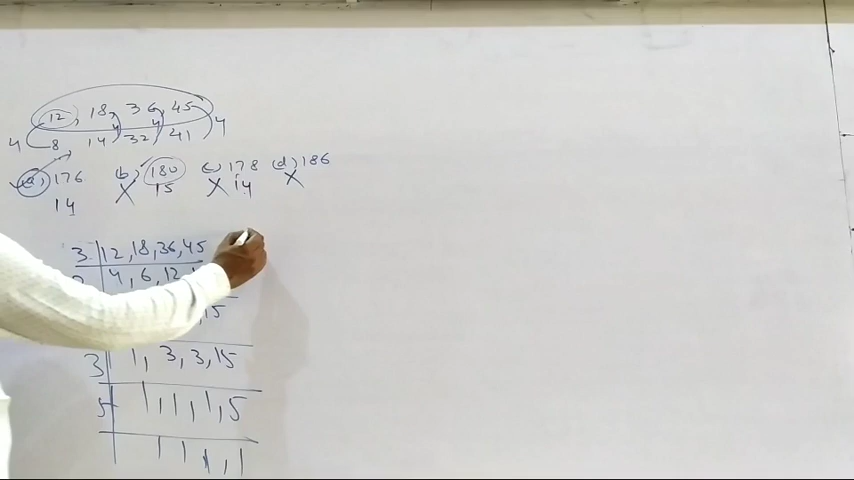 12, 18, 36, 45
4 4 4 4
8, 14, 32, 41
(a) 176 (b) 180 (c) 178 (d) 186
14 X 15 X 14 X
3 12, 18, 36, 45
4, 6, 12,
, 15
3 1, 3, 3, 15
5 1, 1, 1, 5
1 1 1, 1